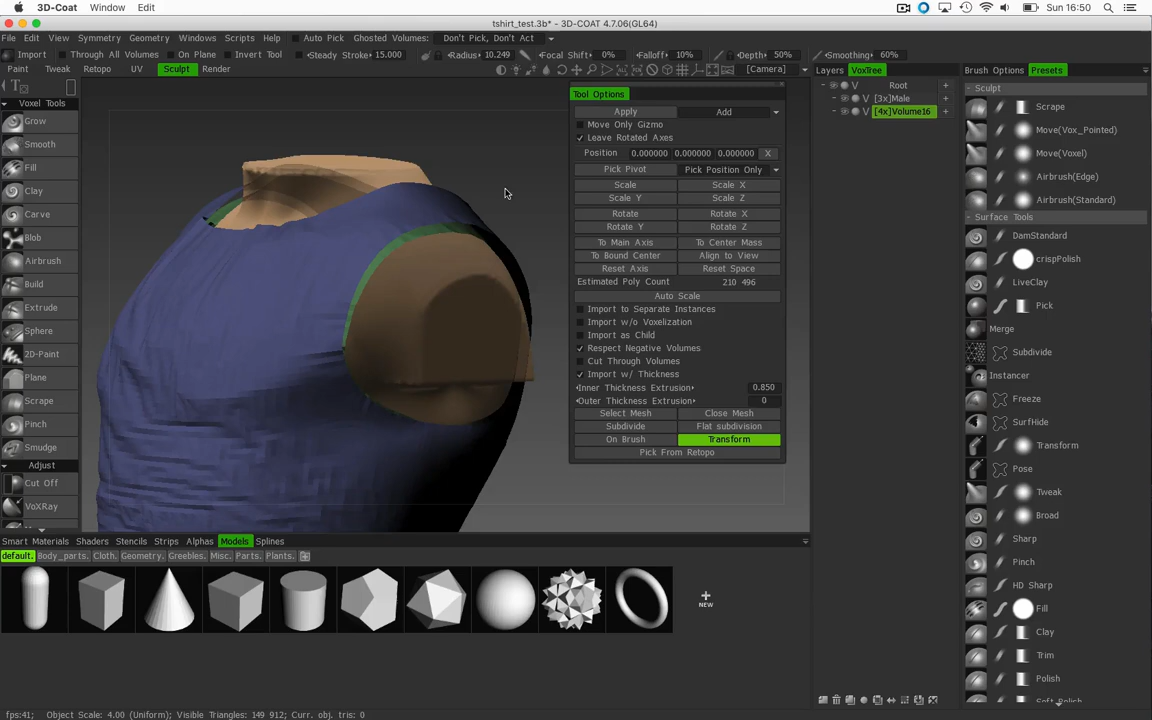 3D-Coat Window Edit Sun 16:50
tshirt_test.3b* - 3D-COAT 4.7.06(GL64)
File Edit View Symmetry Geometry Windows Scripts Help Auto Pick Ghosted Volumes: Don't Pick, Don't Act
Import Through All Volumes On Plane Invert Tool Steady Stroke 15.000 Radius 10.249 Focal Shift 0% Falloff 10% Depth 50% Smoothing 60%
Paint Tweak Retopo UV Sculpt Render [Camera]
Layers VoxTree
Root
[3x]Male
[4x]Volume16
Brush Options Presets
Sculpt
Scrape
Move(Vox_Pointed)
Move(Voxel)
Airbrush(Edge)
Airbrush(Standard)
Surface Tools
DamStandard
crispPolish
LiveClay
Pick
Merge
Subdivide
Instancer
Freeze
SurfHide
Transform
Pose
Tweak
Broad
Sharp
Pinch
HD Sharp
Fill
Clay
Trim
Polish
Soft Polish
Voxel Tools
Grow
Smooth
Fill
Clay
Carve
Blob
Airbrush
Build
Extrude
Sphere
2D-Paint
Plane
Scrape
Pinch
Smudge
Adjust
Cut Off
VoXRay
Tool Options
Apply Add
Move Only Gizmo
Leave Rotated Axes
Position 0.000000 0.000000 0.000000 X
Pick Pivot Pick Position Only
Scale Scale X
Scale Y Scale Z
Rotate Rotate X
Rotate Y Rotate Z
To Main Axis To Center Mass
To Bound Center Align to View
Reset Axis Reset Space
Estimated Poly Count 210 496
Auto Scale
Import to Separate Instances
Import w/o Voxelization
Import as Child
Respect Negative Volumes
Cut Through Volumes
Import w/ Thickness
Inner Thickness Extrusion 0.850
Outer Thickness Extrusion 0
Select Mesh Close Mesh
Subdivide Flat subdivision
On Brush Transform
Pick From Retopo
Smart Materials Shaders Stencils Strips Alphas Models Splines
default. Body_parts. Cloth. Geometry. Greebles. Misc. Parts. Plants.
NEW
fps:41; Object Scale: 4.00 (Uniform); Visible Triangles: 149 912; Curr. obj. tris: 0